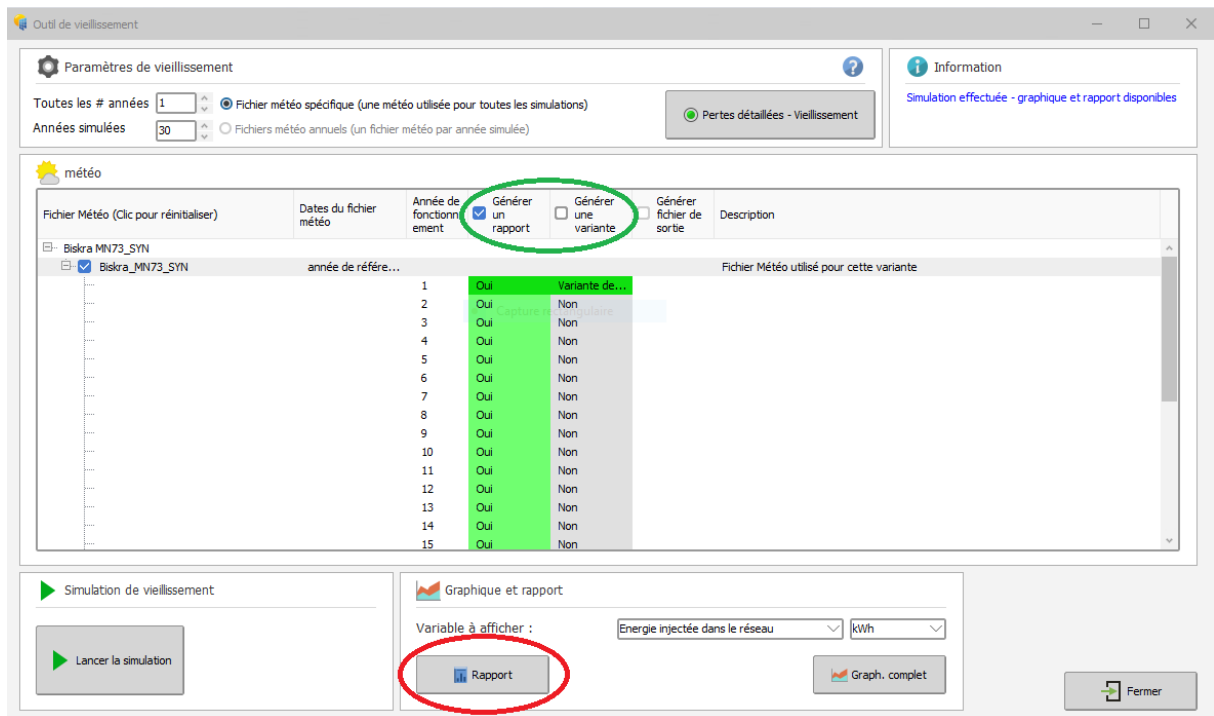 Outil de vieillissement
Paramètres de vieillissement
Toutes les # années 1
Fichier météo spécifique (une météo utilisée pour toutes les simulations)
Années simulées 30
Fichiers météo annuels (un fichier météo par année simulée)
Pertes détaillées - Vieillissement
Information
Simulation effectuée - graphique et rapport disponibles
météo
Fichier Météo (Clic pour réinitialiser)
Dates du fichier
météo
Année de
fonctionn
ement
Générer
un
rapport
Générer
une
variante
Générer
fichier de
sortie
Description
Biskra MN73_SYN
Biskra_MN73_SYN année de référe... Fichier Météo utilisé pour cette variante
1 Oui Variante de...
2 Oui Non
Capture rectangulaire
3 Oui Non
4 Oui Non
5 Oui Non
6 Oui Non
7 Oui Non
8 Oui Non
9 Oui Non
10 Oui Non
11 Oui Non
12 Oui Non
13 Oui Non
14 Oui Non
15 Oui Non
Simulation de vieillissement
Lancer la simulation
Graphique et rapport
Variable à afficher : Energie injectée dans le réseau kWh
Rapport
Graph. complet
Fermer